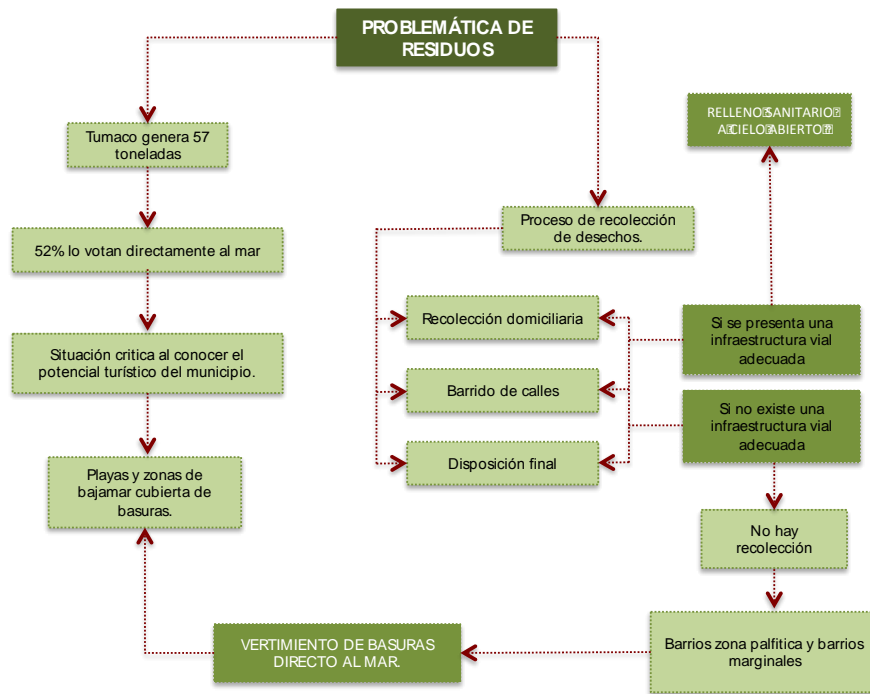 PROBLEMÁTICA DE
RESIDUOS
Tumaco genera 57
toneladas
52% lo votan directamente al mar
Situación critica al conocer el
potencial turístico del municipio.
Playas y zonas de
bajamar cubierta de
basuras.
Proceso de recolección
de desechos.
Recolección domiciliaria
Barrido de calles
Disposición final
RELLENO SANITARIO
A CIELO ABIERTO
Si se presenta una
infraestructura vial
adecuada
Si no existe una
infraestructura vial
adecuada
No hay
recolección
Barrios zona palfitica y barrios
marginales
VERTIMIENTO DE BASURAS
DIRECTO AL MAR.